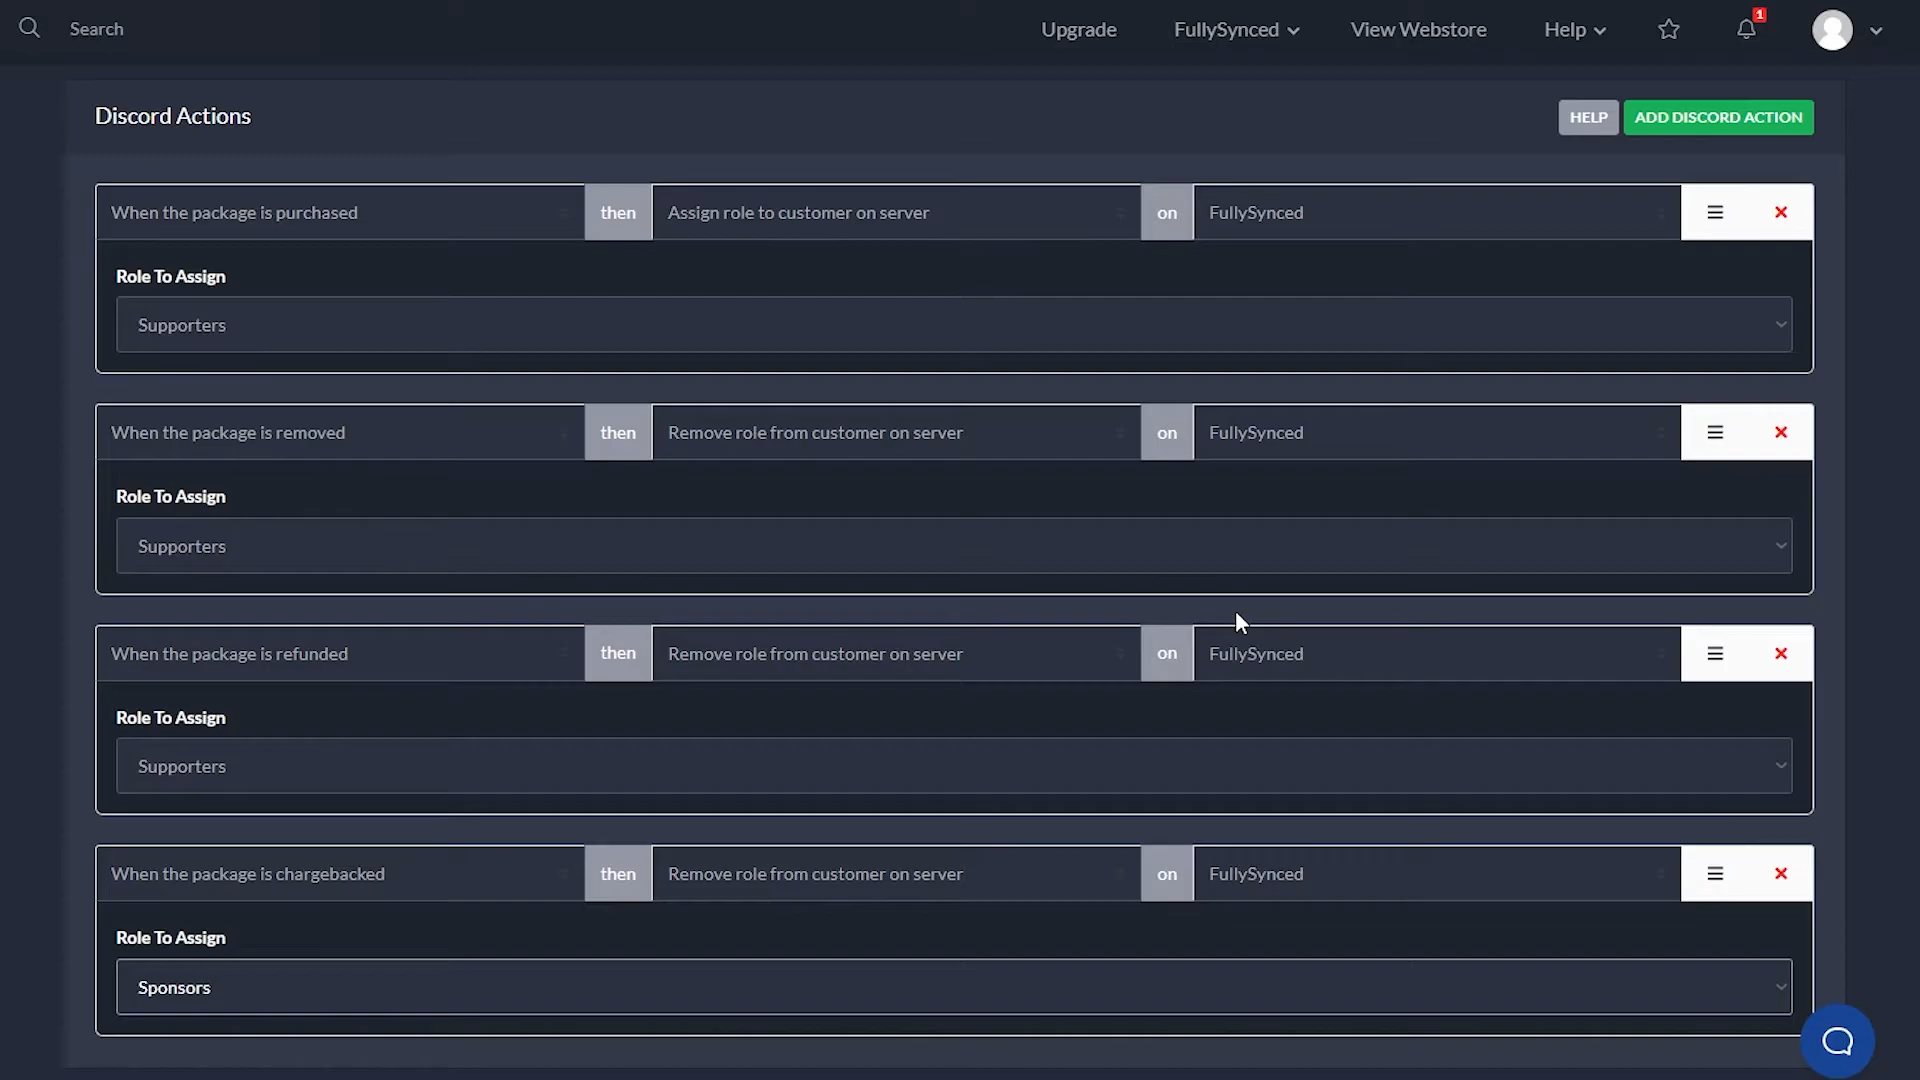 Search
Upgrade
FullySynced
View Webstore
Help
1
Discord Actions
HELP
ADD DISCORD ACTION
When the package is purchased then Assign role to customer on server on FullySynced
Role To Assign
Supporters
When the package is removed then Remove role from customer on server on FullySynced
Role To Assign
Supporters
When the package is refunded then Remove role from customer on server on FullySynced
Role To Assign
Supporters
When the package is chargebacked then Remove role from customer on server on FullySynced
Role To Assign
Sponsors